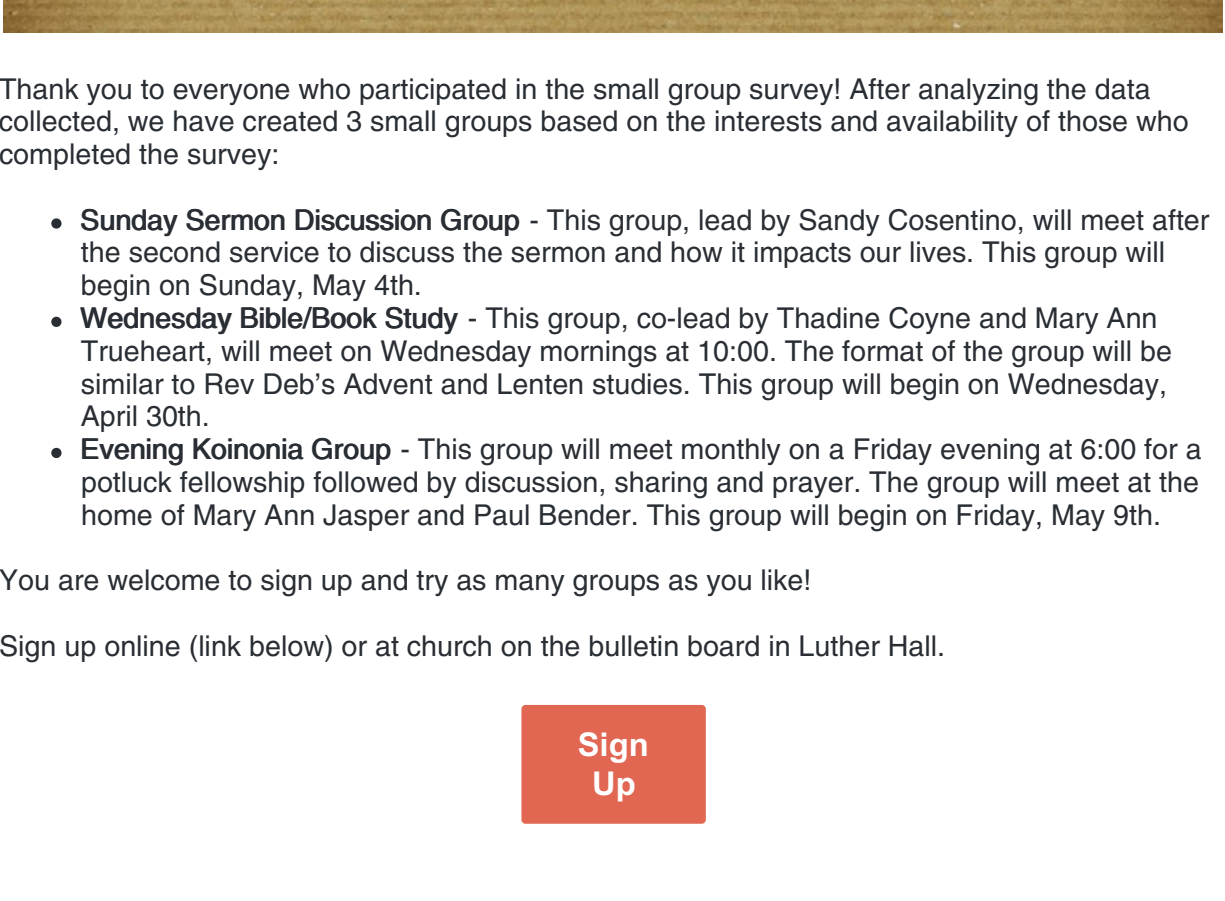 Thank you to everyone who participated in the small group survey! After analyzing the data
collected, we have created 3 small groups based on the interests and availability of those who
completed the survey:
• Sunday Sermon Discussion Group - This group, lead by Sandy Cosentino, will meet after
the second service to discuss the sermon and how it impacts our lives. This group will
begin on Sunday, May 4th.
• Wednesday Bible/Book Study - This group, co-lead by Thadine Coyne and Mary Ann
Trueheart, will meet on Wednesday mornings at 10:00. The format of the group will be
similar to Rev Deb's Advent and Lenten studies. This group will begin on Wednesday,
April 30th.
• Evening Koinonia Group - This group will meet monthly on a Friday evening at 6:00 for a
potluck fellowship followed by discussion, sharing and prayer. The group will meet at the
home of Mary Ann Jasper and Paul Bender. This group will begin on Friday, May 9th.
You are welcome to sign up and try as many groups as you like!
Sign up online (link below) or at church on the bulletin board in Luther Hall.
Sign
Up